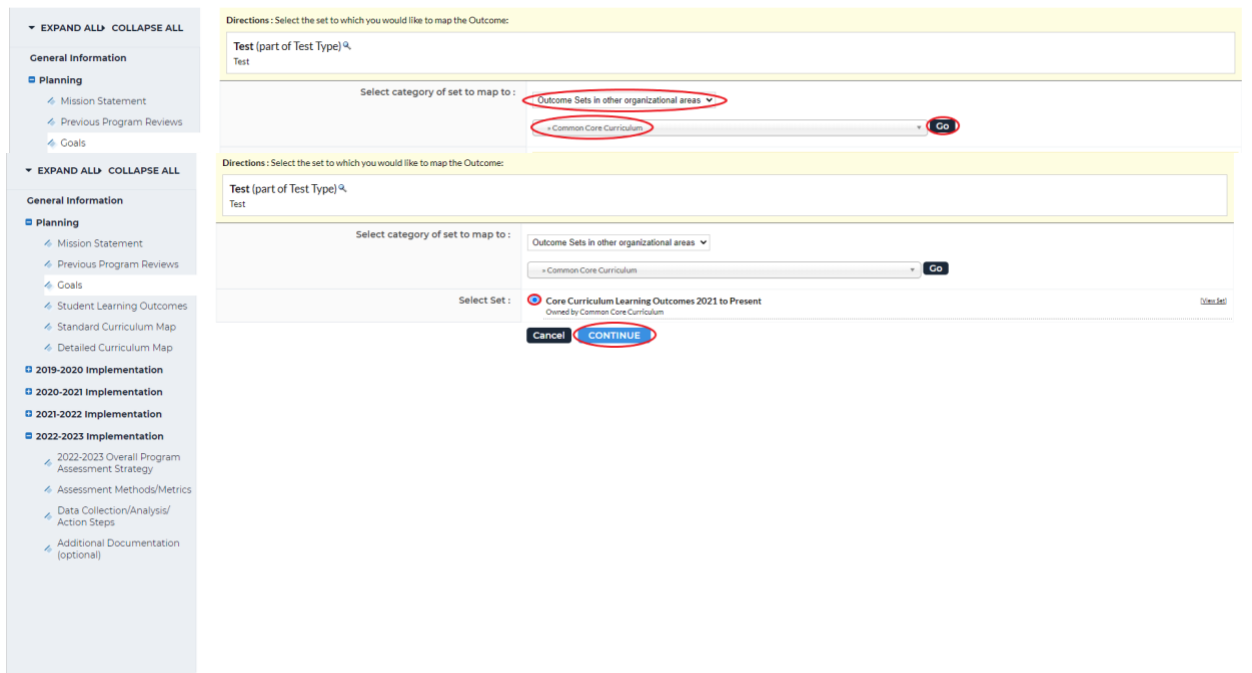 EXPAND ALL COLLAPSE ALL
General Information
Planning
Mission Statement
Previous Program Reviews
Goals
Directions : Select the set to which you would like to map the Outcome:
Test (part of Test Type)
Test
Select category of set to map to :
Outcome Sets in other organizational areas
» Common Core Curriculum
Go
EXPAND ALL COLLAPSE ALL
General Information
Planning
Mission Statement
Previous Program Reviews
Goals
Student Learning Outcomes
Standard Curriculum Map
Detailed Curriculum Map
2019-2020 Implementation
2020-2021 Implementation
2021-2022 Implementation
2022-2023 Implementation
2022-2023 Overall Program
Assessment Strategy
Assessment Methods/Metrics
Data Collection/Analysis/
Action Steps
Additional Documentation
(optional)
Directions : Select the set to which you would like to map the Outcome:
Test (part of Test Type)
Test
Select category of set to map to :
Outcome Sets in other organizational areas
» Common Core Curriculum
Go
Select Set :
Core Curriculum Learning Outcomes 2021 to Present
[View Set]
Owned by Common Core Curriculum
Cancel
CONTINUE